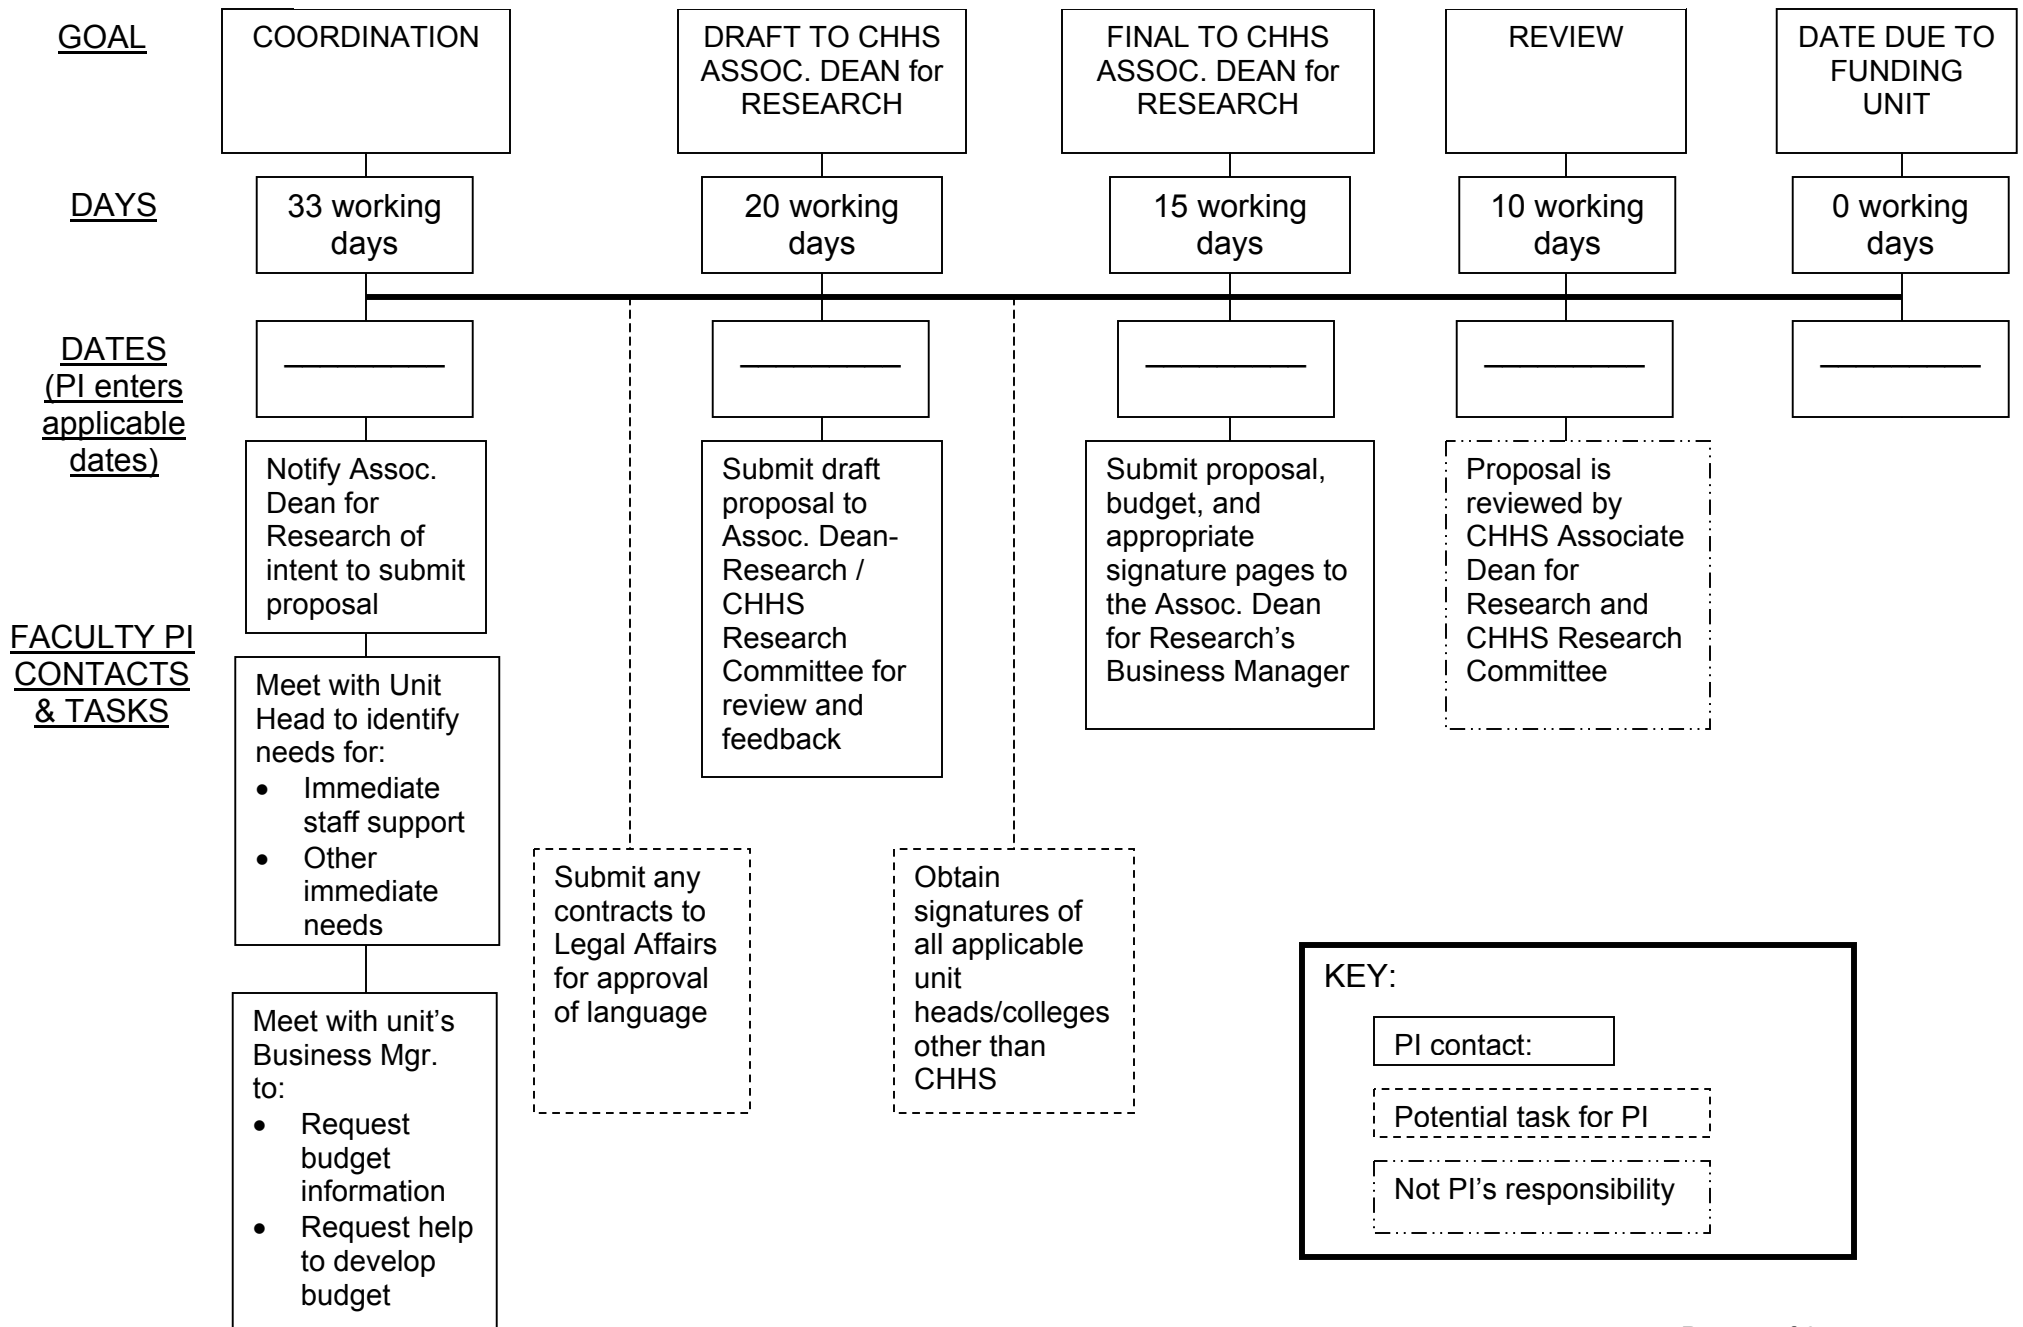 GOAL
COORDINATION
DRAFT TO CHHS
ASSOC. DEAN for
RESEARCH
FINAL TO CHHS
ASSOC. DEAN for
RESEARCH
REVIEW
DATE DUE TO
FUNDING
UNIT
DAYS
33 working
days
20 working
days
15 working
days
10 working
days
0 working
days
DATES
(PI enters
applicable
dates)
FACULTY PI
CONTACTS
& TASKS
Notify Assoc.
Dean for
Research of
intent to submit
proposal
Meet with Unit
Head to identify
needs for:
• Immediate
staff support
• Other
immediate
needs
Meet with unit’s
Business Mgr.
to:
• Request
budget
information
• Request help
to develop
budget
Submit any
contracts to
Legal Affairs
for approval
of language
Submit draft
proposal to
Assoc. Dean-
Research /
CHHS
Research
Committee for
review and
feedback
Obtain
signatures of
all applicable
unit
heads/colleges
other than
CHHS
Submit proposal,
budget, and
appropriate
signature pages to
the Assoc. Dean
for Research’s
Business Manager
Proposal is
reviewed by
CHHS Associate
Dean for
Research and
CHHS Research
Committee
KEY:
PI contact:
Potential task for PI
Not PI’s responsibility